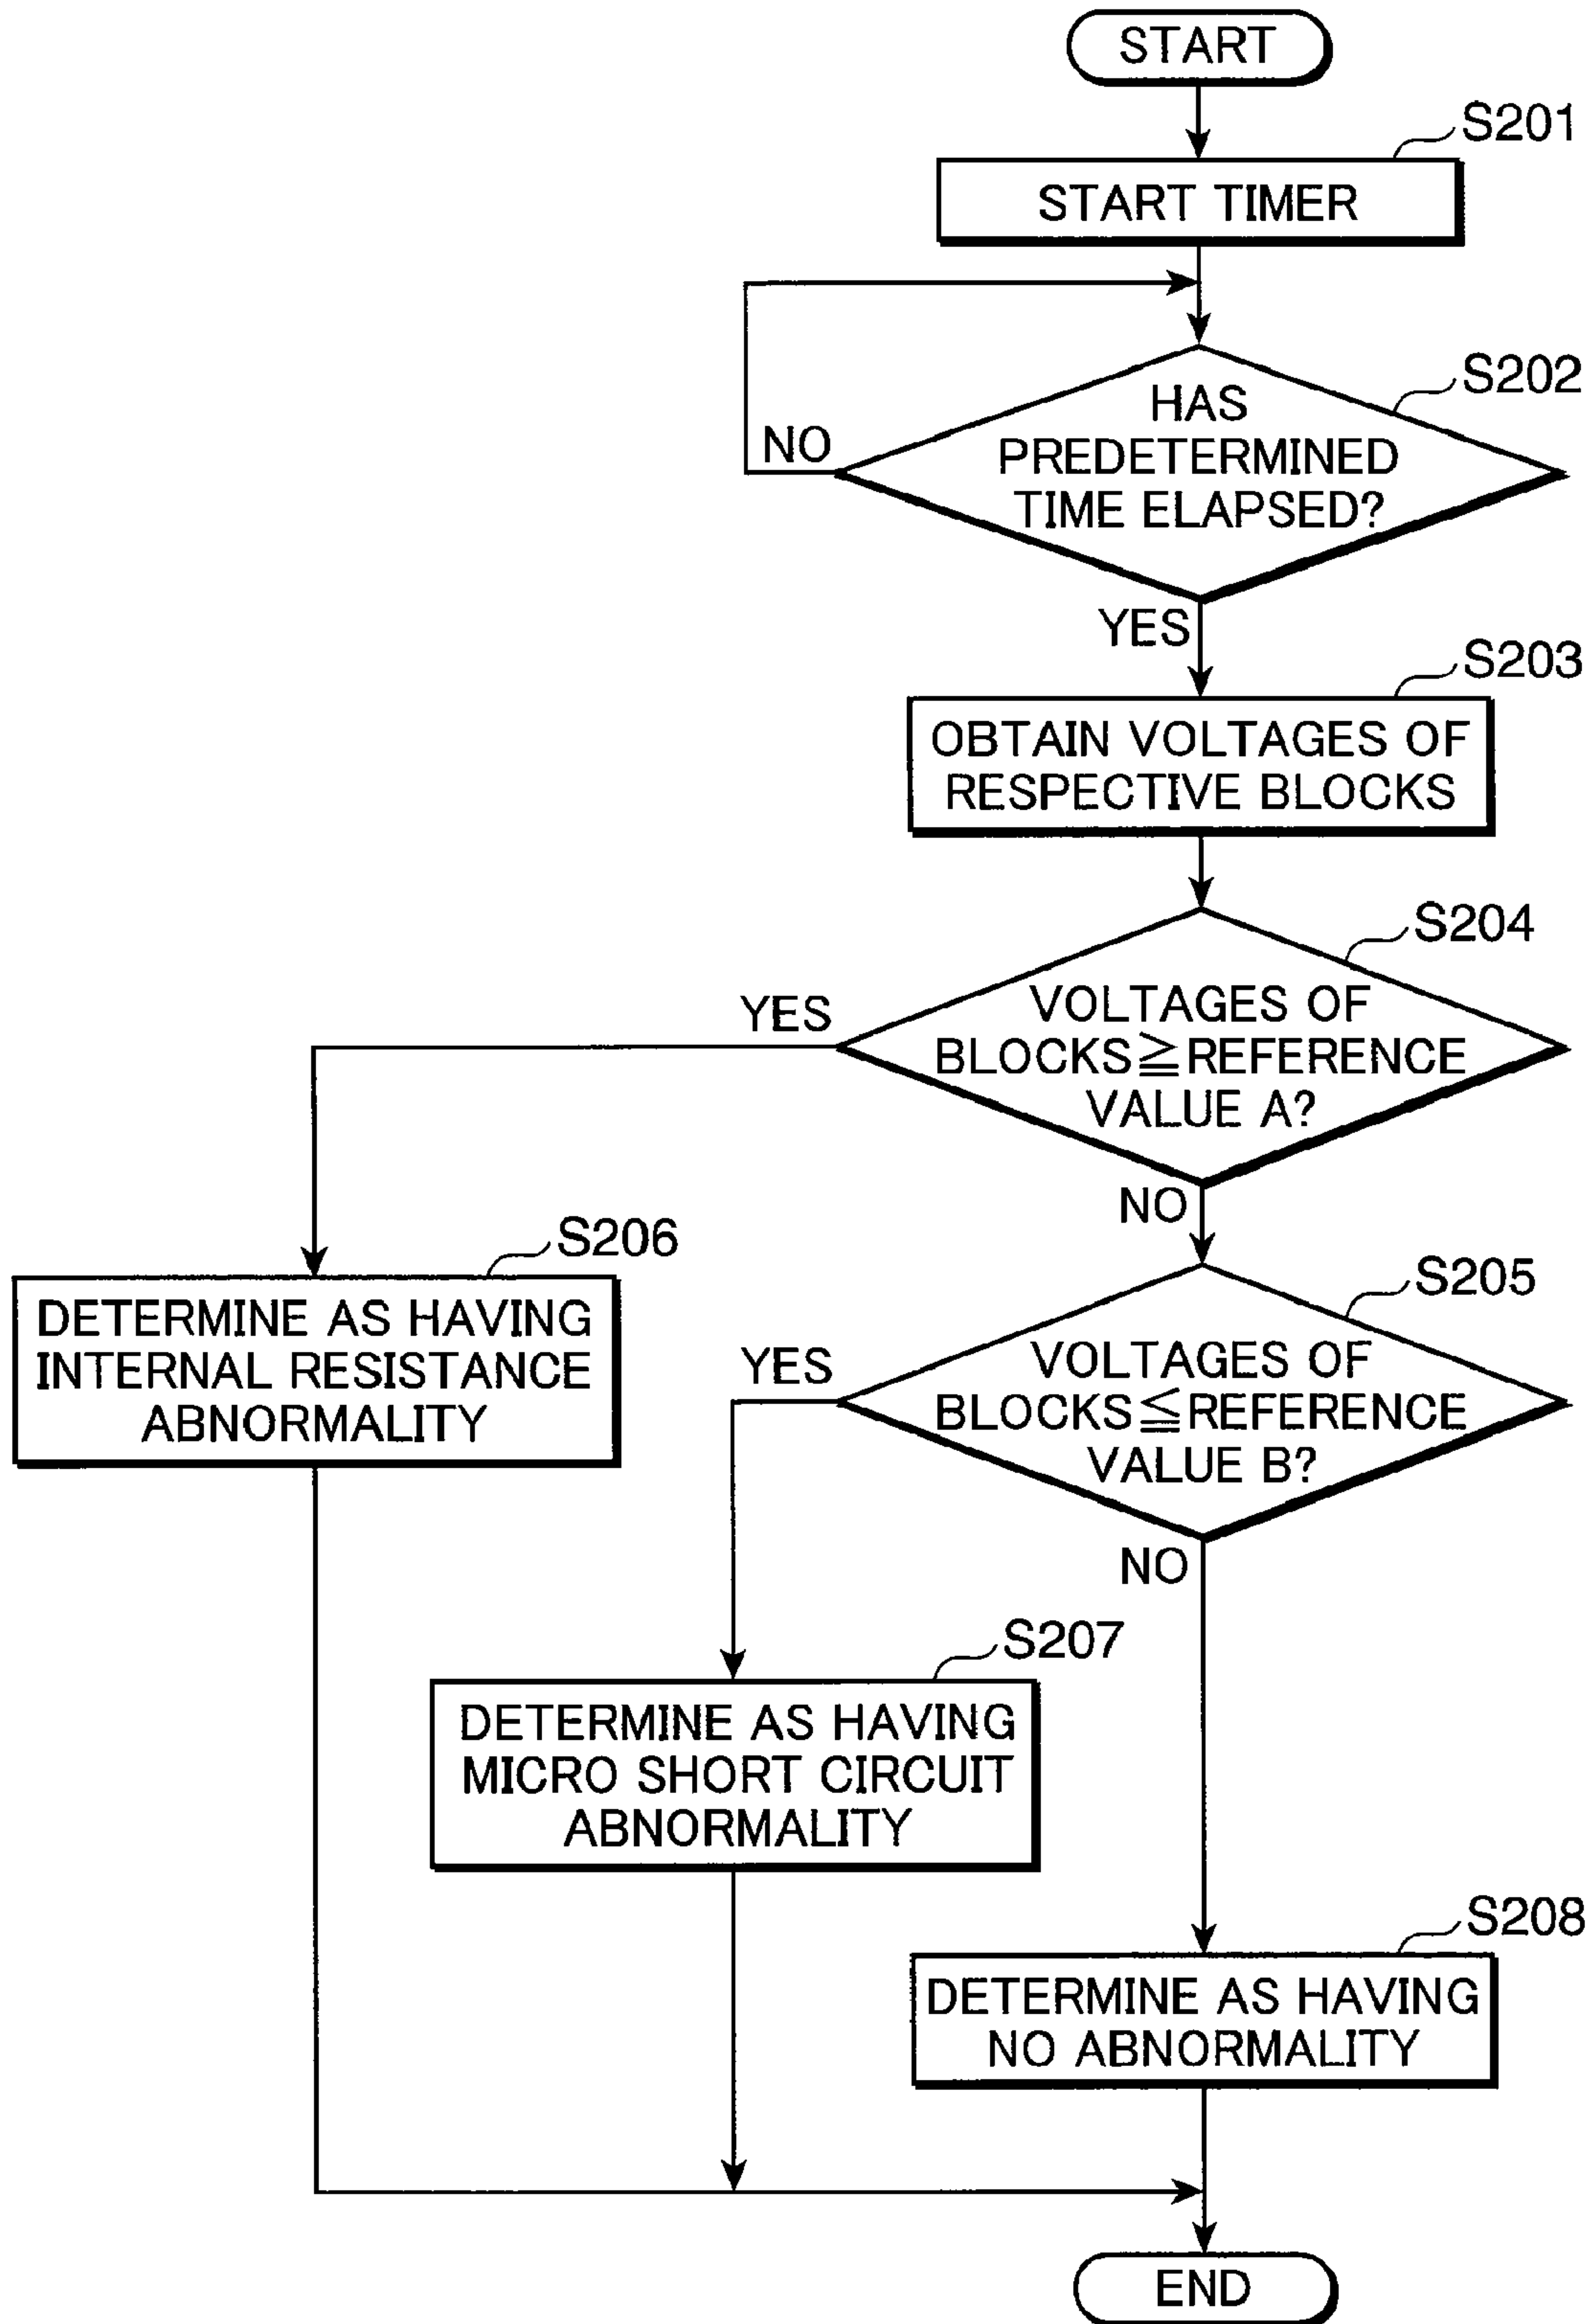 START
S201
START TIMER
S202
HAS
PREDETERMINED
TIME ELAPSED?
NO
YES
S203
OBTAIN VOLTAGES OF
RESPECTIVE BLOCKS
S204
VOLTAGES OF
BLOCKS≧REFERENCE
VALUE A?
YES
NO
S206
DETERMINE AS HAVING
INTERNAL RESISTANCE
ABNORMALITY
S205
VOLTAGES OF
BLOCKS≦REFERENCE
VALUE B?
YES
NO
S207
DETERMINE AS HAVING
MICRO SHORT CIRCUIT
ABNORMALITY
S208
DETERMINE AS HAVING
NO ABNORMALITY
END